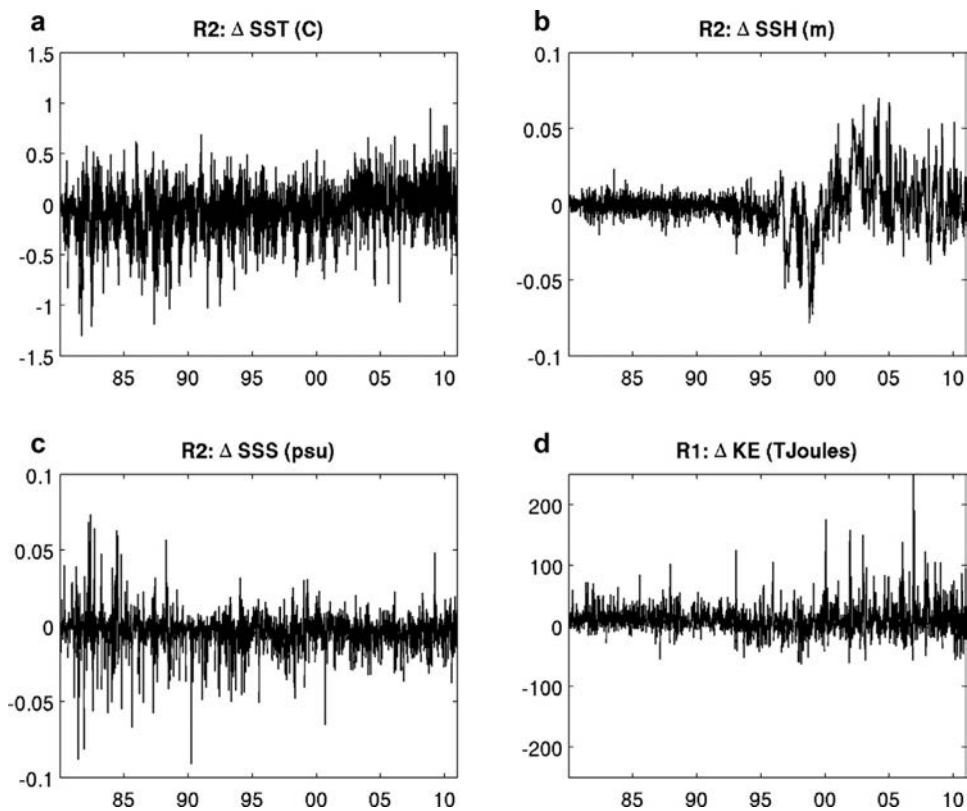 a
R2: Δ SST (C)
1.5
1
0.5
0
-0.5
-1
-1.5
85 90 95 00 05 10
b
R2: Δ SSH (m)
0.1
0.05
0
-0.05
-0.1
85 90 95 00 05 10
c
R2: Δ SSS (psu)
0.1
0.05
0
-0.05
-0.1
85 90 95 00 05 10
d
R1: Δ KE (TJoules)
200
100
0
-100
-200
85 90 95 00 05 10